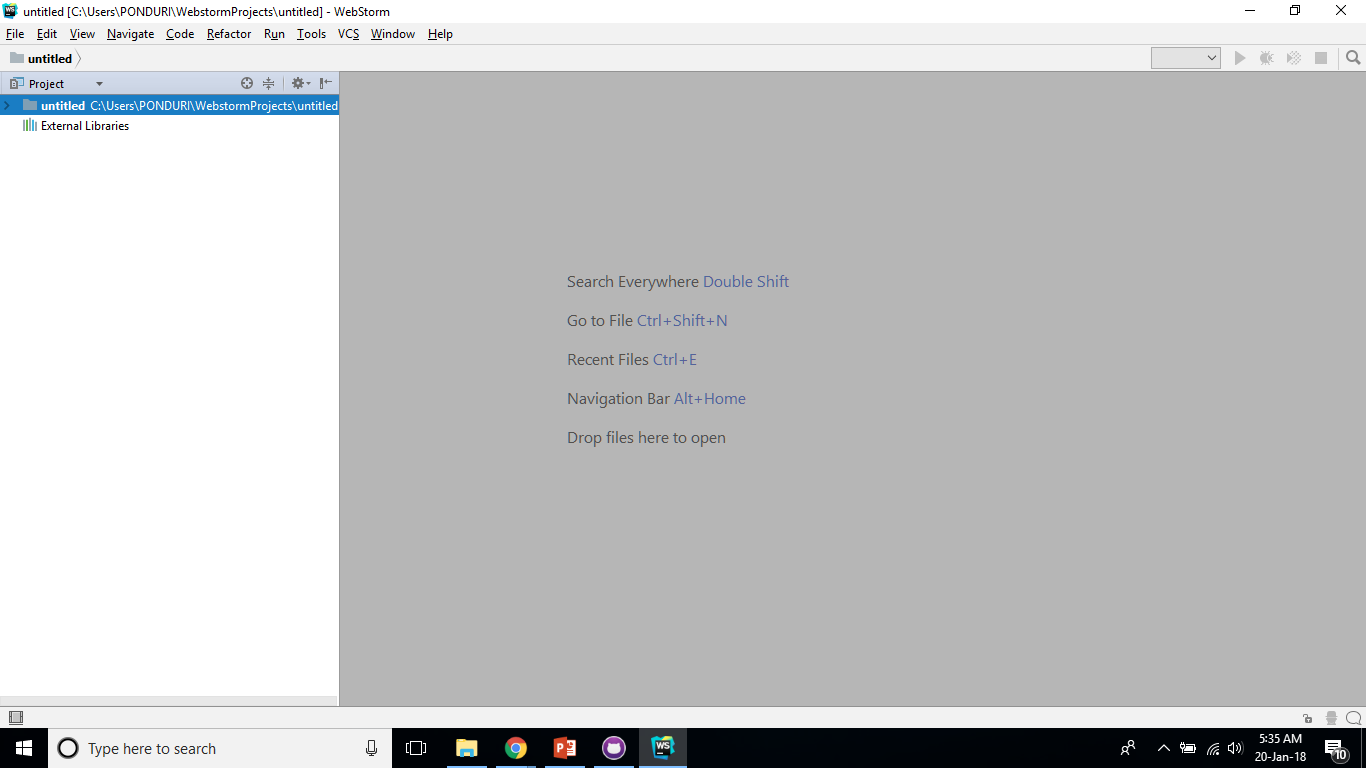 untitled [C:\Users\PONDURI\WebstormProjects\untitled] - WebStorm
File Edit View Navigate Code Refactor Run Tools VCS Window Help
untitled
Project
untitled C:\Users\PONDURI\WebstormProjects\untitled
External Libraries
Search Everywhere Double Shift
Go to File Ctrl+Shift+N
Recent Files Ctrl+E
Navigation Bar Alt+Home
Drop files here to open
Type here to search
WS
5:35 AM
20-Jan-18
10